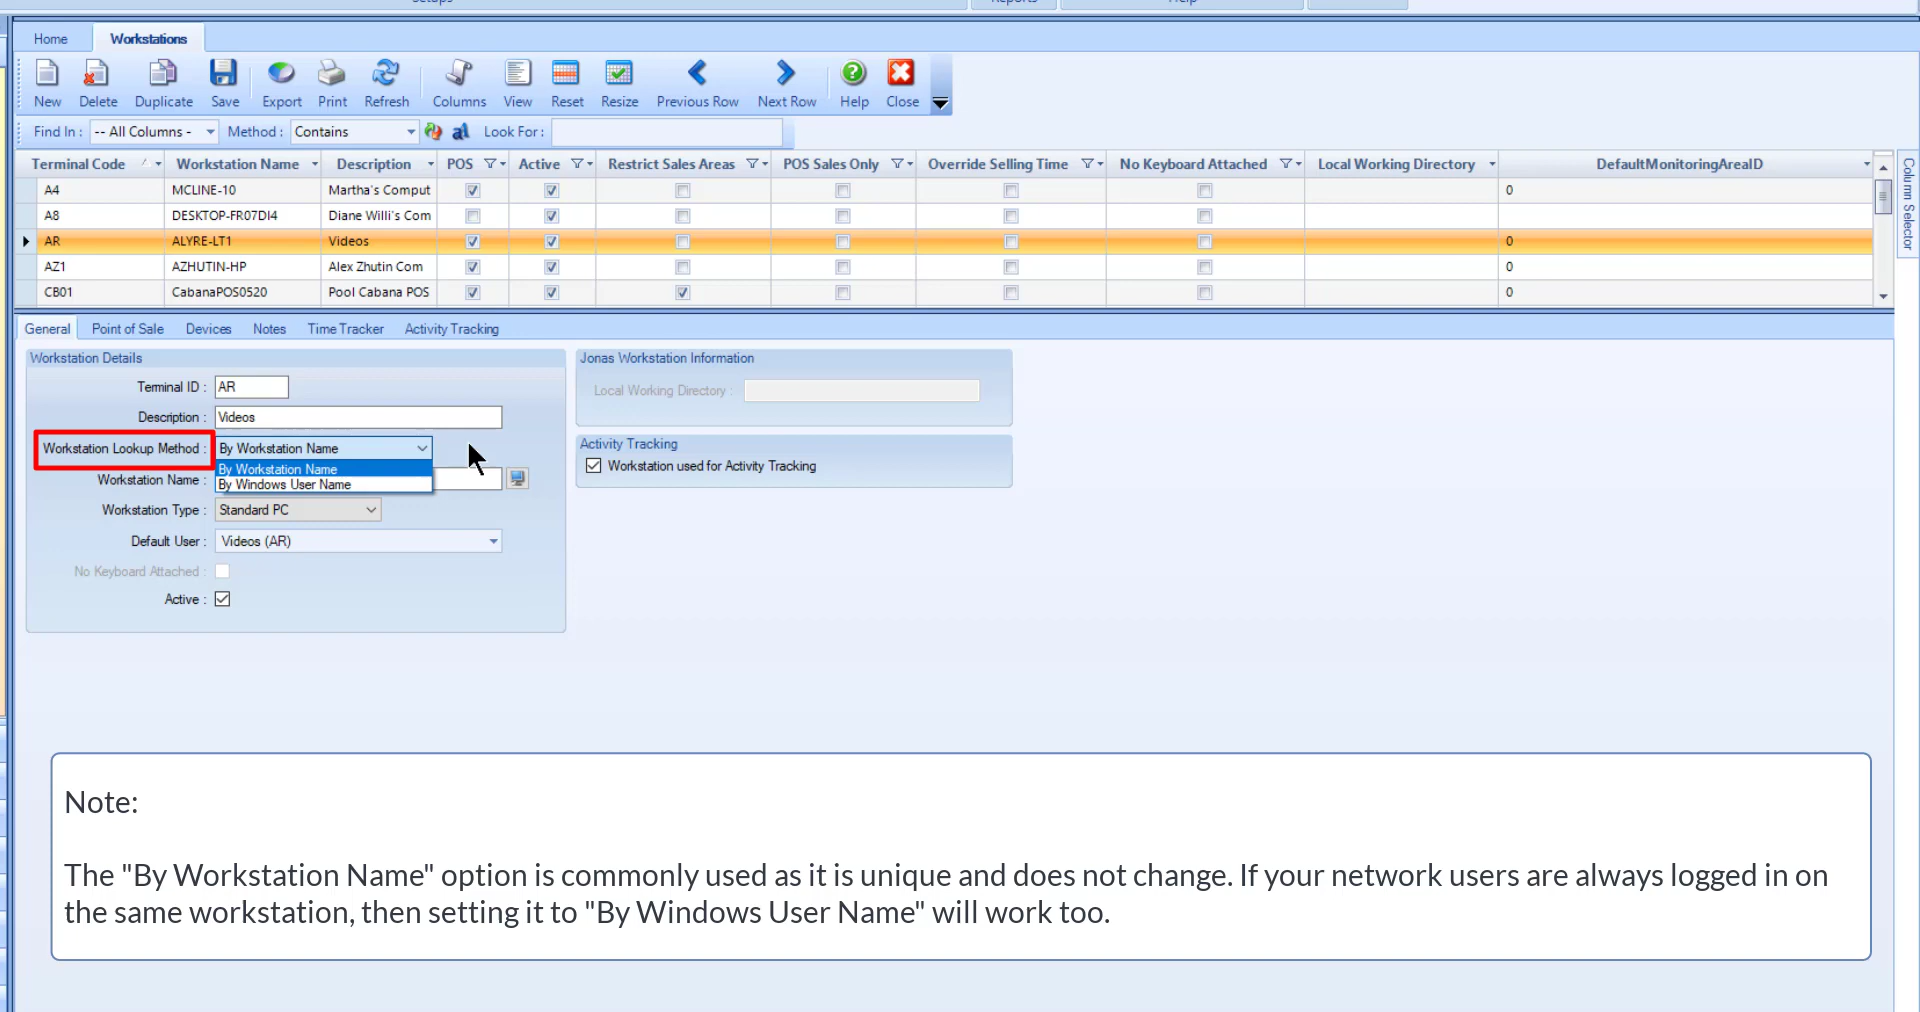 Setups Reports Help
Home Workstations
New Delete Duplicate Save Export Print Refresh Columns View Reset Resize Previous Row Next Row Help Close
Find In : -- All Columns - Method : Contains Look For :
Terminal Code Workstation Name Description POS Active Restrict Sales Areas POS Sales Only Override Selling Time No Keyboard Attached Local Working Directory DefaultMonitoringAreaID
A4 MCLINE-10 Martha's Comput 0
A8 DESKTOP-FR07DI4 Diane Willi's Com
AR ALYRE-LT1 Videos 0
AZ1 AZHUTIN-HP Alex Zhutin Com 0
CB01 CabanaPOS0520 Pool Cabana POS 0
Column Selector
General Point of Sale Devices Notes Time Tracker Activity Tracking
Workstation Details
Terminal ID : AR
Description : Videos
Workstation Lookup Method : By Workstation Name
By Workstation Name
By Windows User Name
Workstation Name :
Workstation Type : Standard PC
Default User : Videos (AR)
No Keyboard Attached :
Active :
Jonas Workstation Information
Local Working Directory :
Activity Tracking
Workstation used for Activity Tracking
Note:
The "By Workstation Name" option is commonly used as it is unique and does not change. If your network users are always logged in on
the same workstation, then setting it to "By Windows User Name" will work too.